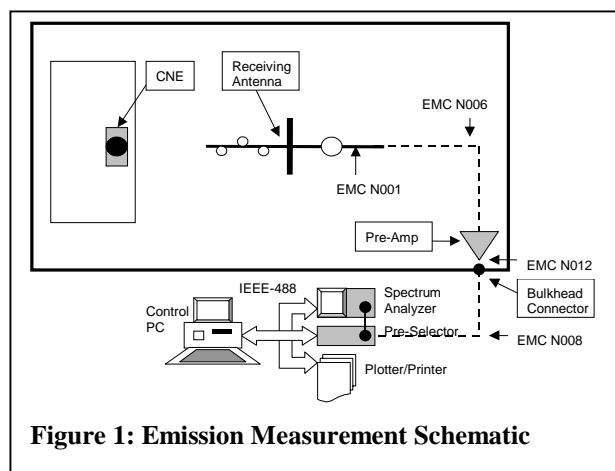 CNE
Receiving
Antenna
EMC N006
EMC N001
Pre-Amp
EMC N012
Bulkhead
Connector
IEEE-488
Control
PC
Spectrum
Analyzer
Pre-Selector
EMC N008
Plotter/Printer
Figure 1: Emission Measurement Schematic